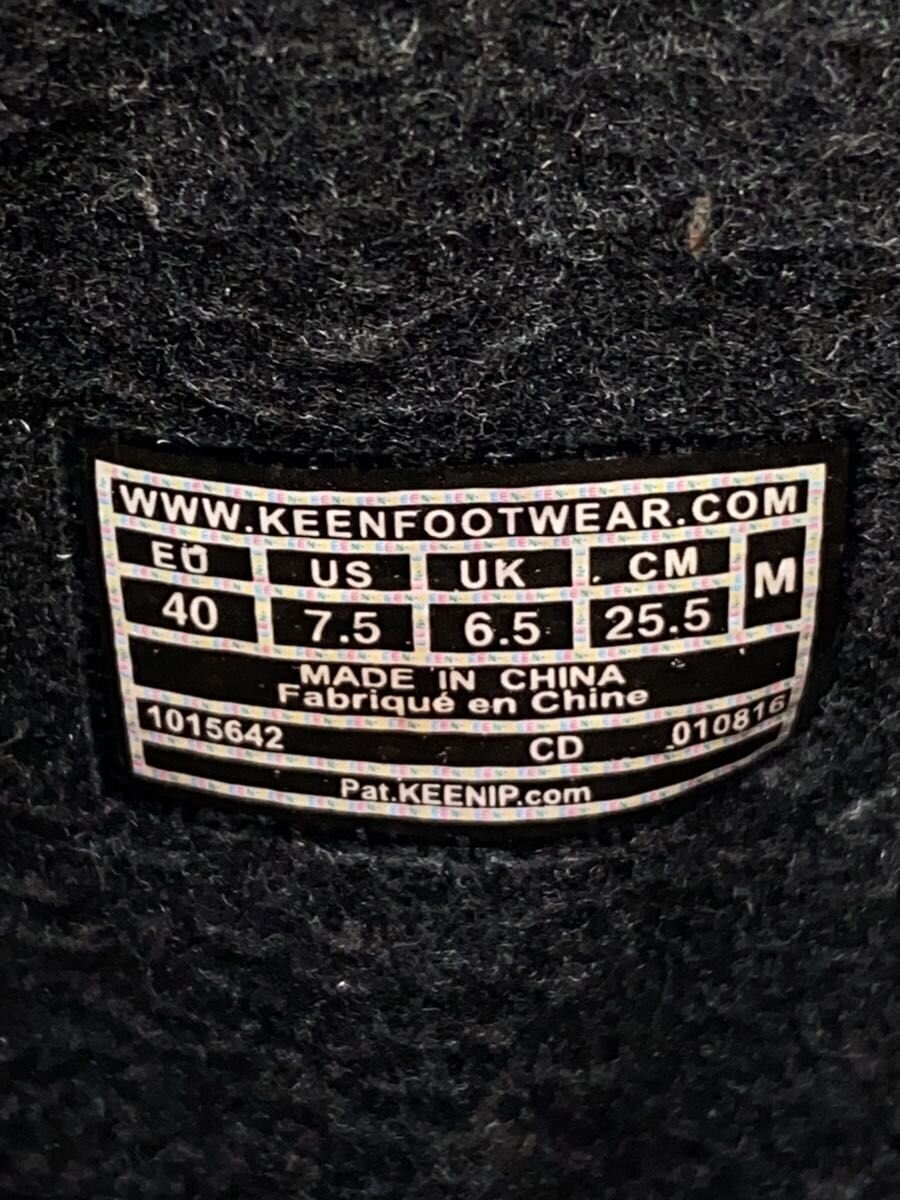 WWW.KEENFOOTWEAR.COM
EU US UK CM M
40 7.5 6.5 25.5
MADE IN CHINA
Fabriqué en Chine
1015642 CD 010816
Pat.KEENIP.com